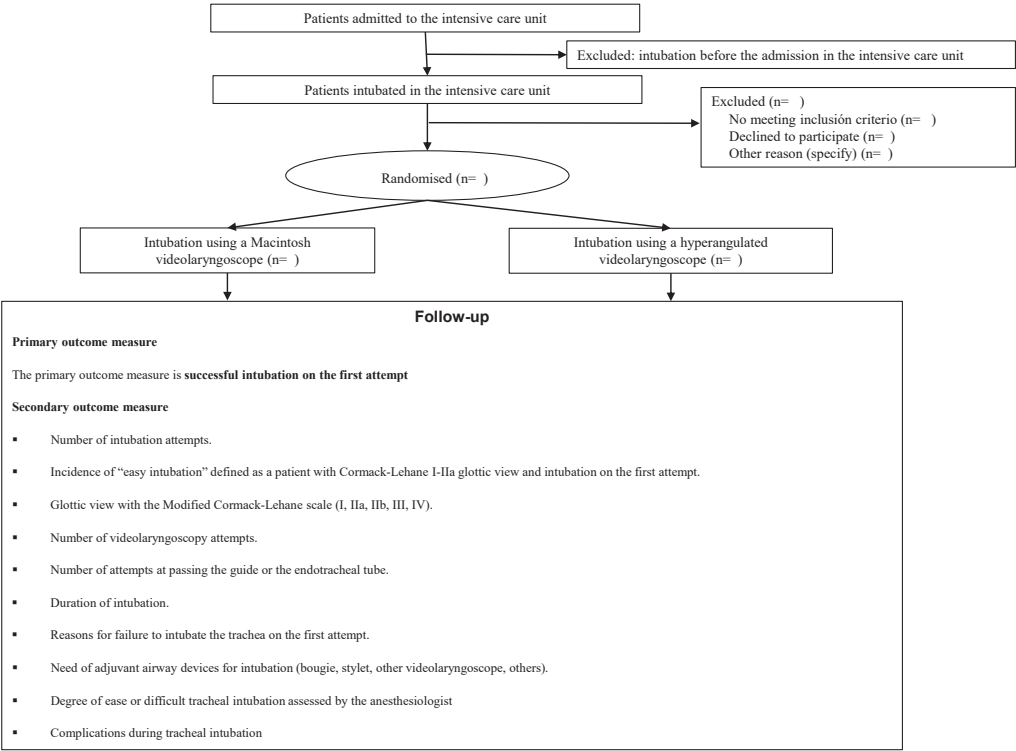 Patients admitted to the intensive care unit
Excluded: intubation before the admission in the intensive care unit
Patients intubated in the intensive care unit
Excluded (n= )
No meeting inclusión criterio (n= )
Declined to participate (n= )
Other reason (specify) (n= )
Randomised (n= )
Intubation using a Macintosh
videolaryngoscope (n= )
Intubation using a hyperangulated
videolaryngoscope (n= )
Follow-up
Primary outcome measure
The primary outcome measure is successful intubation on the first attempt
Secondary outcome measure
▪ Number of intubation attempts.
▪ Incidence of “easy intubation” defined as a patient with Cormack-Lehane I-IIa glottic view and intubation on the first attempt.
▪ Glottic view with the Modified Cormack-Lehane scale (I, IIa, IIb, III, IV).
▪ Number of videolaryngoscopy attempts.
▪ Number of attempts at passing the guide or the endotracheal tube.
▪ Duration of intubation.
▪ Reasons for failure to intubate the trachea on the first attempt.
▪ Need of adjuvant airway devices for intubation (bougie, stylet, other videolaryngoscope, others).
▪ Degree of ease or difficult tracheal intubation assessed by the anesthesiologist
▪ Complications during tracheal intubation